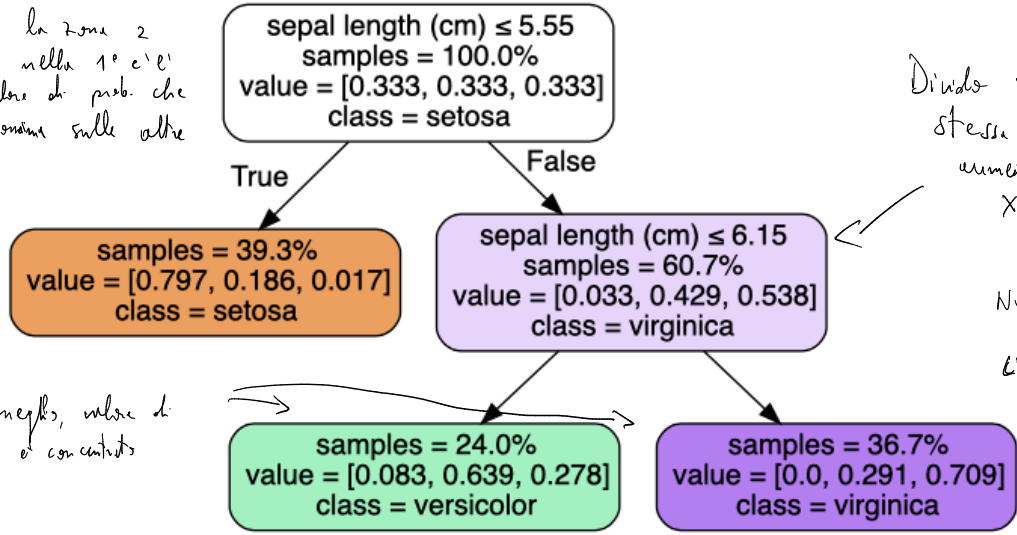 la zona 2
nella 1° c'è
di prob. che
sulle altre
sepal length (cm) ≤ 5.55
samples = 100.0%
value = [0.333, 0.333, 0.333]
class = setosa
Divido
stessa
True
False
X
samples = 39.3%
value = [0.797, 0.186, 0.017]
class = setosa
sepal length (cm) ≤ 6.15
samples = 60.7%
value = [0.033, 0.429, 0.538]
class = virginica
valore di
è concentrato
samples = 24.0%
value = [0.083, 0.639, 0.278]
class = versicolor
samples = 36.7%
value = [0.0, 0.291, 0.709]
class = virginica